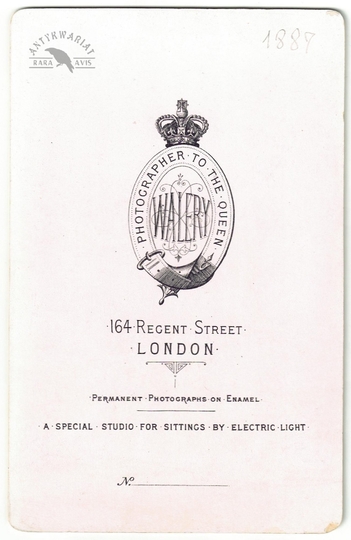 ANTYKWARIAT
RARA AVIS
1887
PHOTOGRAPHER · TO · THE · QUEEN
WALERY
·164· REGENT · STREET·
·LONDON·
·PERMANENT · PHOTOGRAPHS · ON · ENAMEL·
·A · SPECIAL · STUDIO · FOR · SITTINGS · BY · ELECTRIC · LIGHT·
No.